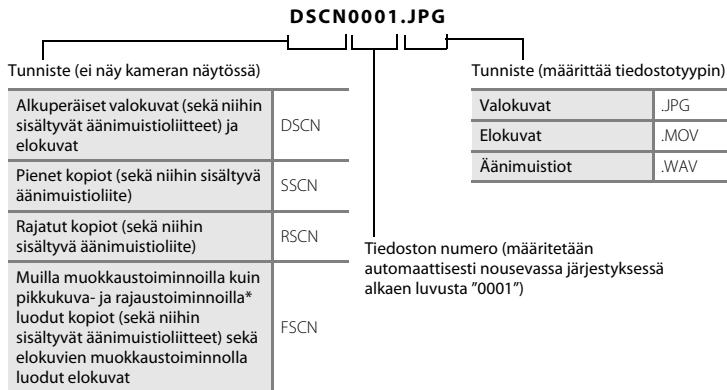 DSCN0001.JPG
Tunniste (ei näy kameran näytössä)
Alkuperäiset valokuvat (sekä niihin
sisältyvät äänimuistioliitteet) ja
elokuvat
DSCN
Pienet kopiot (sekä niihin sisältyvä
äänimuistioliite)
SSCN
Rajatut kopiot (sekä niihin
sisältyvä äänimuistioliite)
RSCN
Muilla muokkaustoiminnoilla kuin
pikkukuva- ja rajaustoiminnoilla*
luodut kopiot (sekä niihin
sisältyvät äänimuistioliitteet) sekä
elokuvien muokkaustoiminnolla
luodut elokuvat
FSCN
Tiedoston numero (määritetään
automaattisesti nousevassa järjestyksessä
alkaen luvusta ”0001”)
Tunniste (määrittää tiedostotyypin)
Valokuvat .JPG
Elokuvat .MOV
Äänimuistiot .WAV